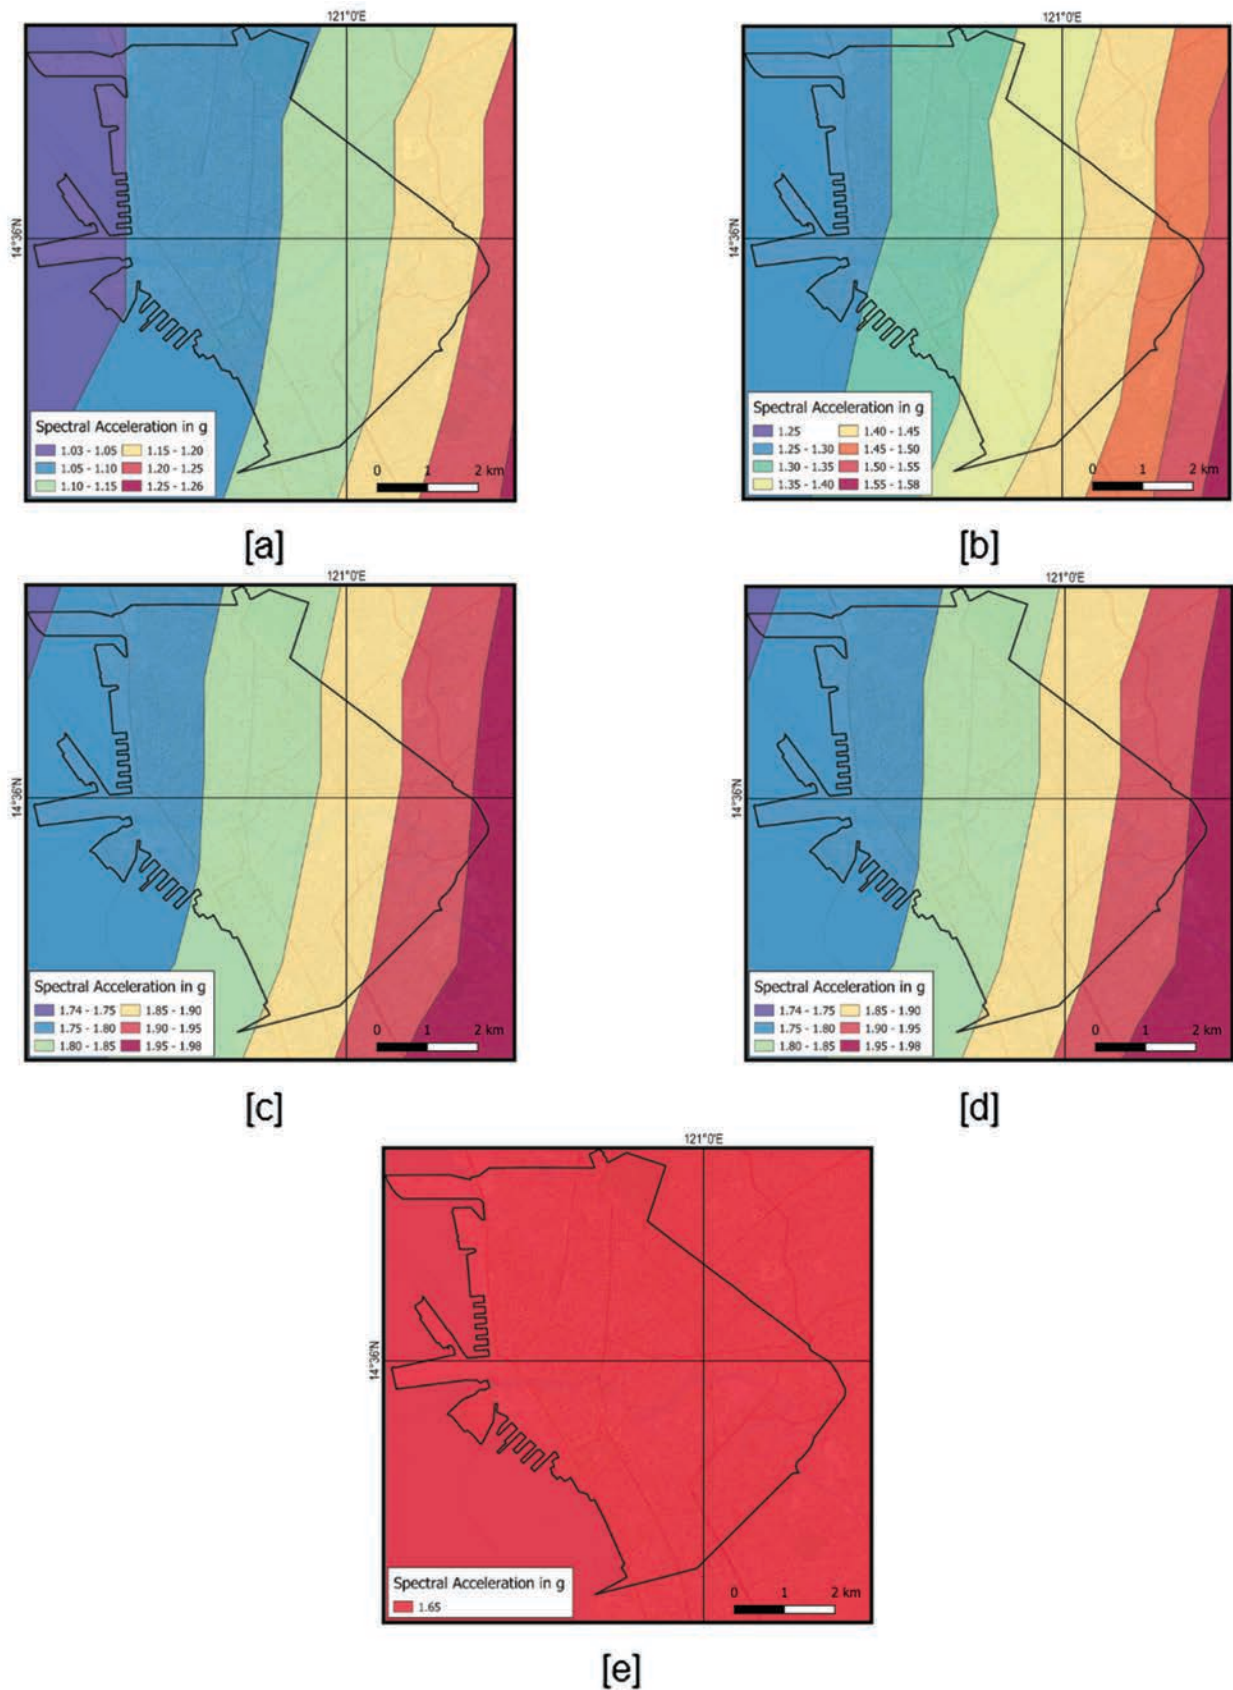 121°0'E
14°36'N
Spectral Acceleration in g
1.03 - 1.05
1.15 - 1.20
1.05 - 1.10
1.20 - 1.25
1.10 - 1.15
1.25 - 1.26
0 1 2 km
[a]
121°0'E
14°36'N
Spectral Acceleration in g
1.25
1.40 - 1.45
1.25 - 1.30
1.45 - 1.50
1.30 - 1.35
1.50 - 1.55
1.35 - 1.40
1.55 - 1.58
0 1 2 km
[b]
121°0'E
14°36'N
Spectral Acceleration in g
1.74 - 1.75
1.85 - 1.90
1.75 - 1.80
1.90 - 1.95
1.80 - 1.85
1.95 - 1.98
0 1 2 km
[c]
121°0'E
14°36'N
Spectral Acceleration in g
1.74 - 1.75
1.85 - 1.90
1.75 - 1.80
1.90 - 1.95
1.80 - 1.85
1.95 - 1.98
0 1 2 km
[d]
121°0'E
14°36'N
Spectral Acceleration in g
1.65
0 1 2 km
[e]